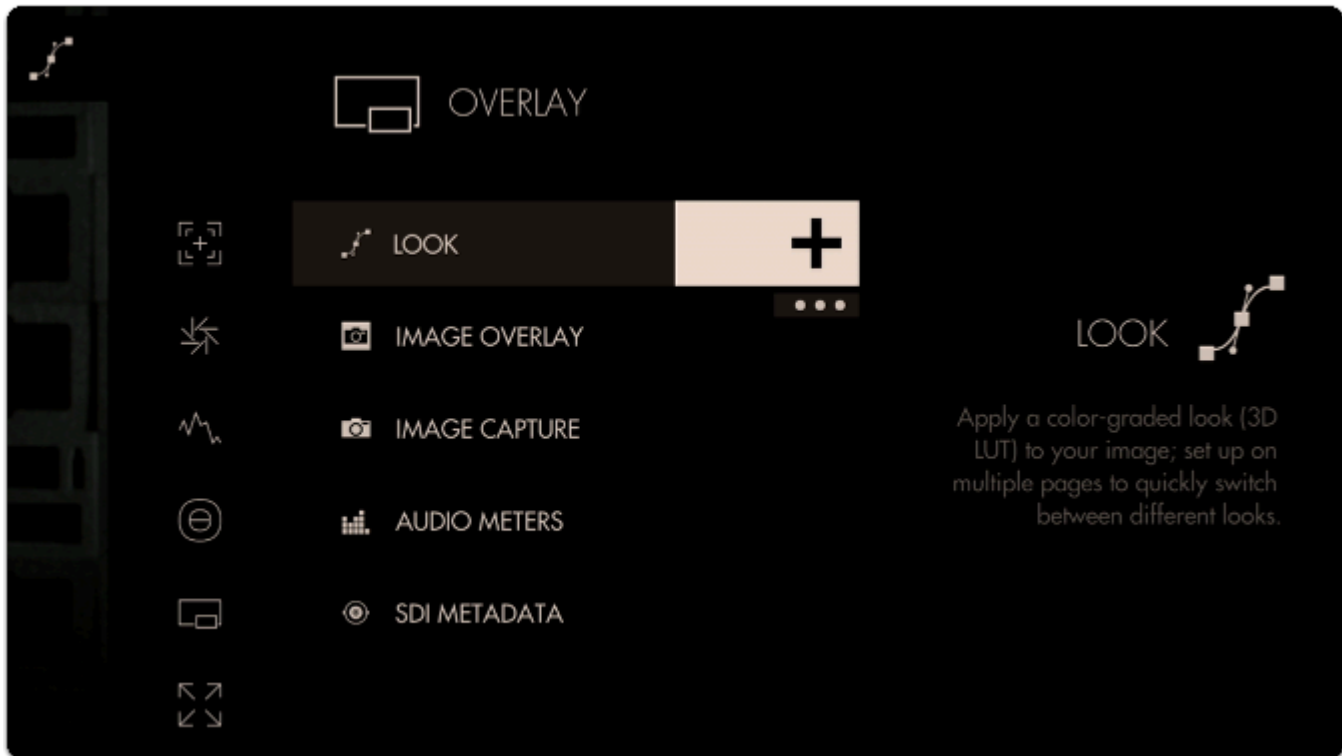 OVERLAY
LOOK
IMAGE OVERLAY
IMAGE CAPTURE
AUDIO METERS
SDI METADATA
LOOK
Apply a color-graded look (3D
LUT) to your image; set up on
multiple pages to quickly switch
between different looks.